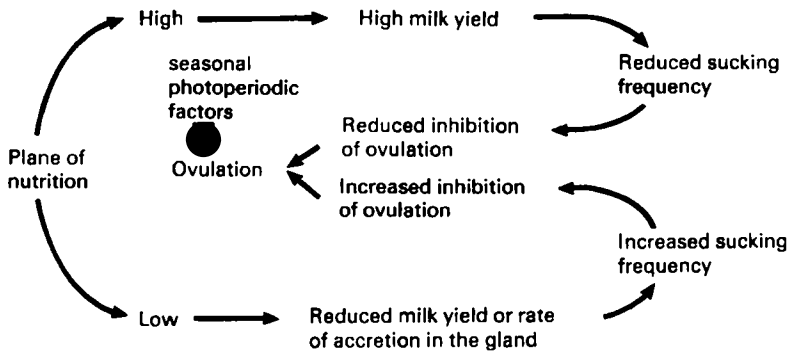 High
High milk yield
seasonal
photoperiodic
factors
Reduced sucking
frequency
Reduced inhibition
of ovulation
Plane of
nutrition
Ovulation
Increased inhibition
of ovulation
Increased sucking
frequency
Low
Reduced milk yield or rate
of accretion in the gland